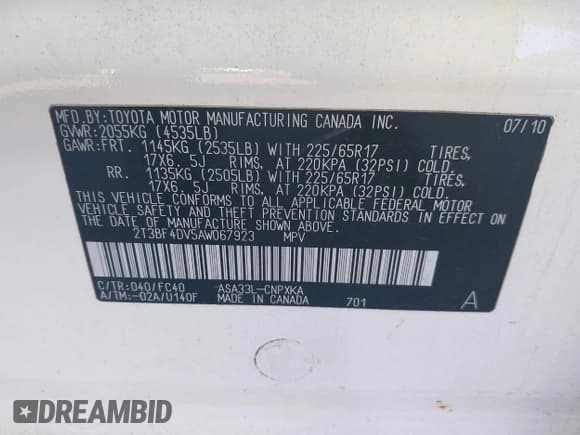 MFD.BY:TOYOTA MOTOR MANUFACTURING CANADA INC. 07/10
GVWR:2055KG (4535LB)
GAWR:FRT. 1145KG (2535LB) WITH 225/65R17 TIRES,
17X6. 5J RIMS, AT 220KPA (32PSI) COLD.
RR. 1135KG (2505LB) WITH 225/65R17 TIRES,
17X6. 5J RIMS, AT 220KPA (32PSI) COLD.
THIS VEHICLE CONFORMS TO ALL APPLICABLE FEDERAL MOTOR
VEHICLE SAFETY AND THEFT PREVENTION STANDARDS IN EFFECT ON
THE DATE OF MANUFACTURE SHOWN ABOVE.
2T3BF4DV5AW067923 MPV
C/TR:040/FC40 ASA33L-CNPXKA
A/TM:-02A/U140F MADE IN CANADA 701 A
DREAMBID
DREAMBID